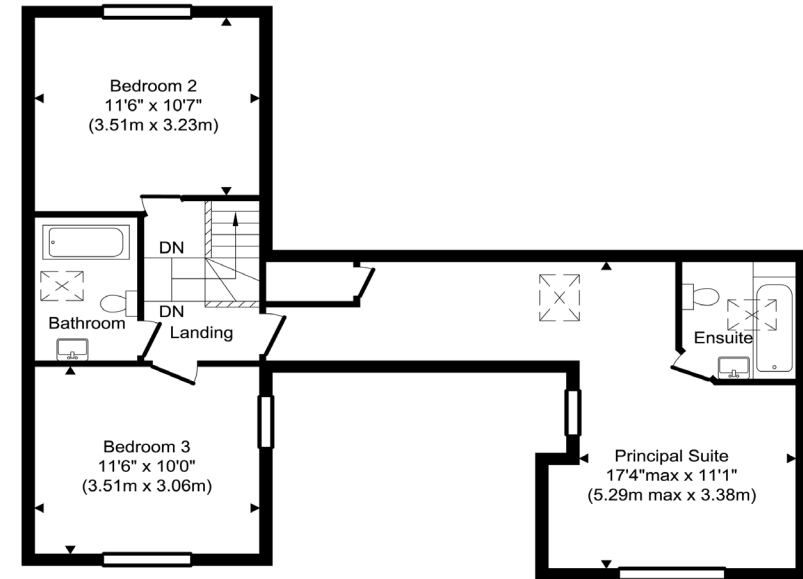 Bedroom 2
11'6" x 10'7"
(3.51m x 3.23m)
DN
DN
Bathroom
Landing
Ensuite
Bedroom 3
11'6" x 10'0"
(3.51m x 3.06m)
Principal Suite
17'4"max x 11'1"
(5.29m max x 3.38m)